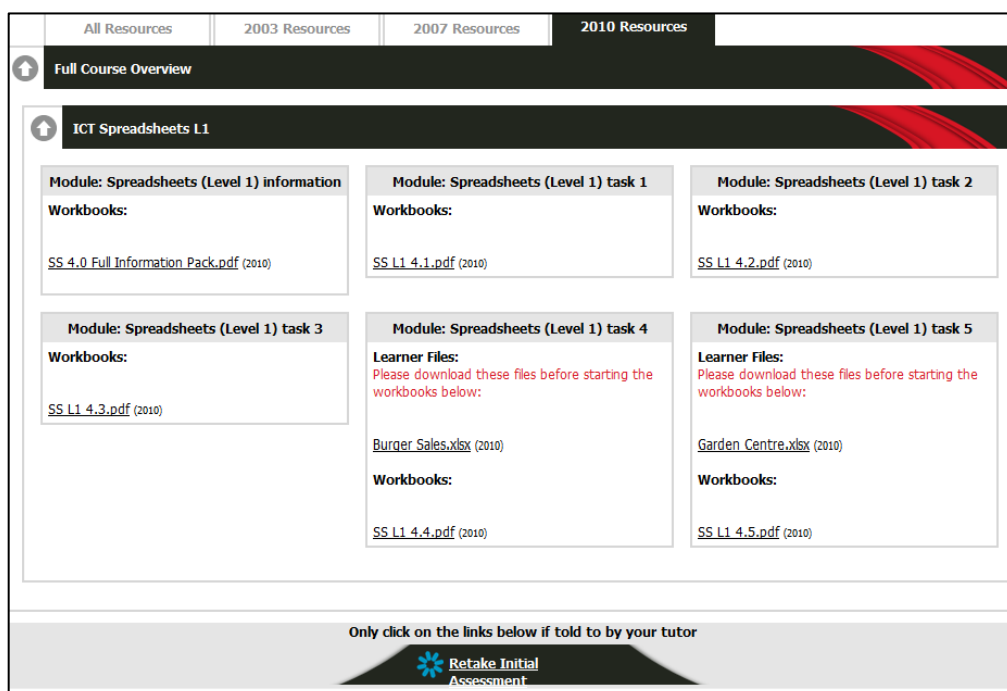 All Resources
2003 Resources
2007 Resources
2010 Resources
Full Course Overview
ICT Spreadsheets L1
Module: Spreadsheets (Level 1) information
Workbooks:
SS 4.0 Full Information Pack.pdf (2010)
Module: Spreadsheets (Level 1) task 1
Workbooks:
SS L1 4.1.pdf (2010)
Module: Spreadsheets (Level 1) task 2
Workbooks:
SS L1 4.2.pdf (2010)
Module: Spreadsheets (Level 1) task 3
Workbooks:
SS L1 4.3.pdf (2010)
Module: Spreadsheets (Level 1) task 4
Learner Files:
Please download these files before starting the
workbooks below:
Burger Sales.xlsx (2010)
Workbooks:
SS L1 4.4.pdf (2010)
Module: Spreadsheets (Level 1) task 5
Learner Files:
Please download these files before starting the
workbooks below:
Garden Centre.xlsx (2010)
Workbooks:
SS L1 4.5.pdf (2010)
Only click on the links below if told to by your tutor
Retake Initial
Assessment